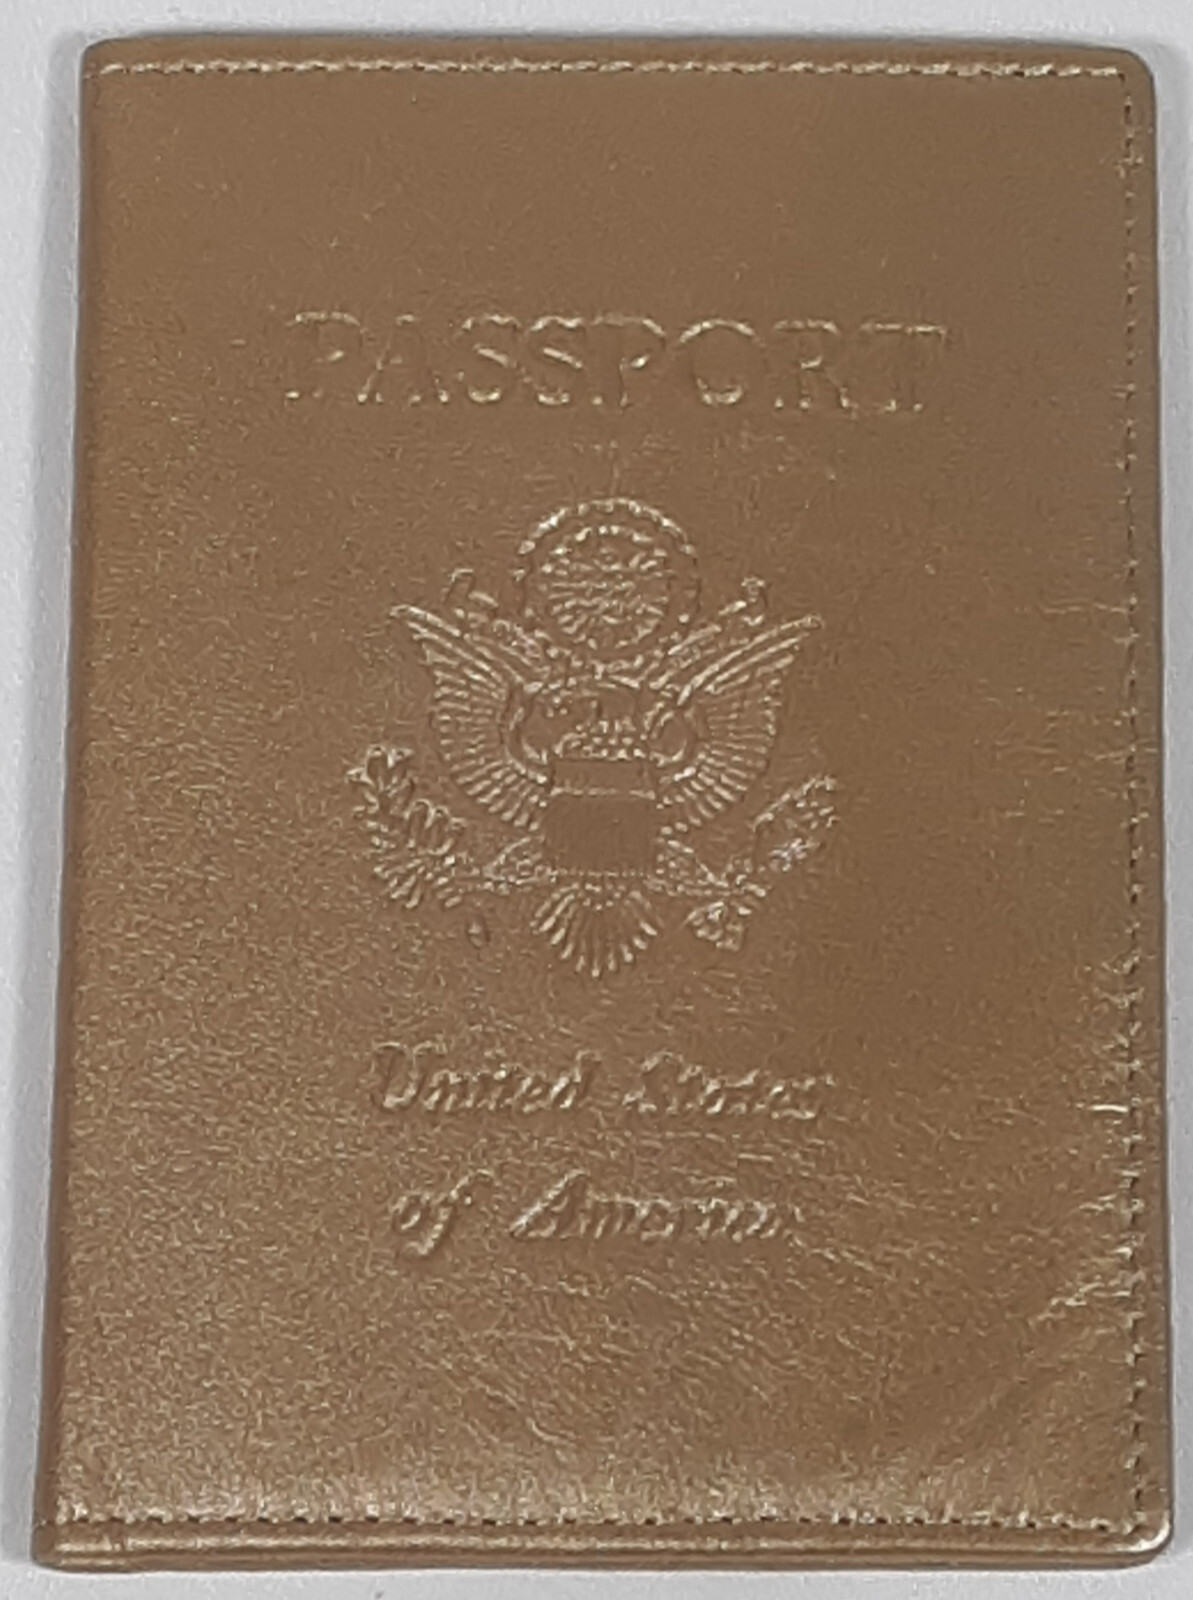 PASSPORT
United States
of America